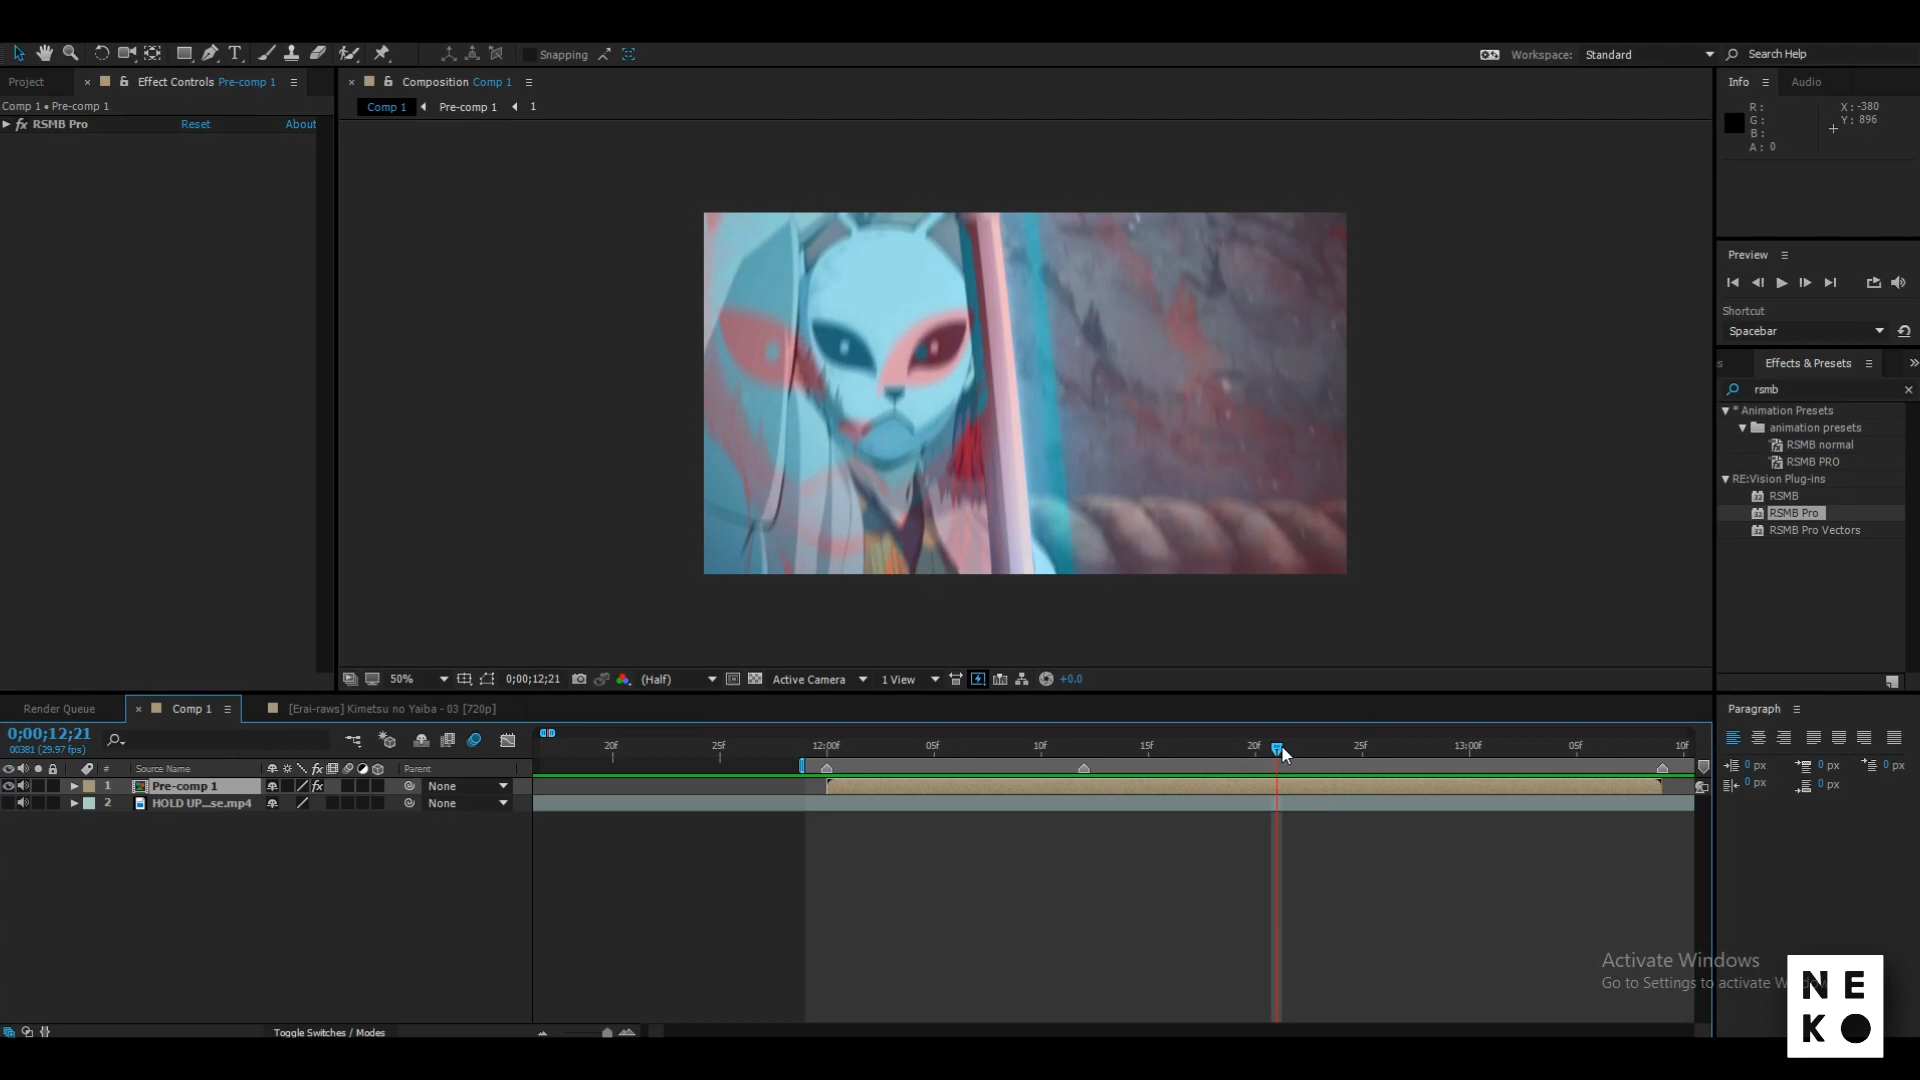 Snapping
Workspace: Standard
Search Help
Project
Effect Controls Pre-comp 1
Composition Comp 1
Info
Audio
Comp 1 • Pre-comp 1
Comp 1
Pre-comp 1
1
R:
G:
B:
A: 0
X: -380
Y: 896
fx RSMB Pro
Reset
About
Preview
Shortcut
Spacebar
Effects & Presets
rsmb
* Animation Presets
animation presets
RSMB normal
RSMB PRO
RE:Vision Plug-ins
RSMB
RSMB Pro
RSMB Pro Vectors
50%
0;00;12;21
(Half)
Active Camera
1 View
+0.0
Render Queue
Comp 1
[Erai-raws] Kimetsu no Yaiba - 03 [720p]
Paragraph
0;00;12;21
00381 (29.97 fps)
20f
25f
12:00f
05f
10f
15f
20f
25f
13:00f
05f
10f
#
Source Name
fx
Parent
1
Pre-comp 1
fx
None
2
HOLD UP...se.mp4
None
0 px
0 px
0 px
0 px
0 px
Activate Windows
Go to Settings to activate
NE
KO
Toggle Switches / Modes